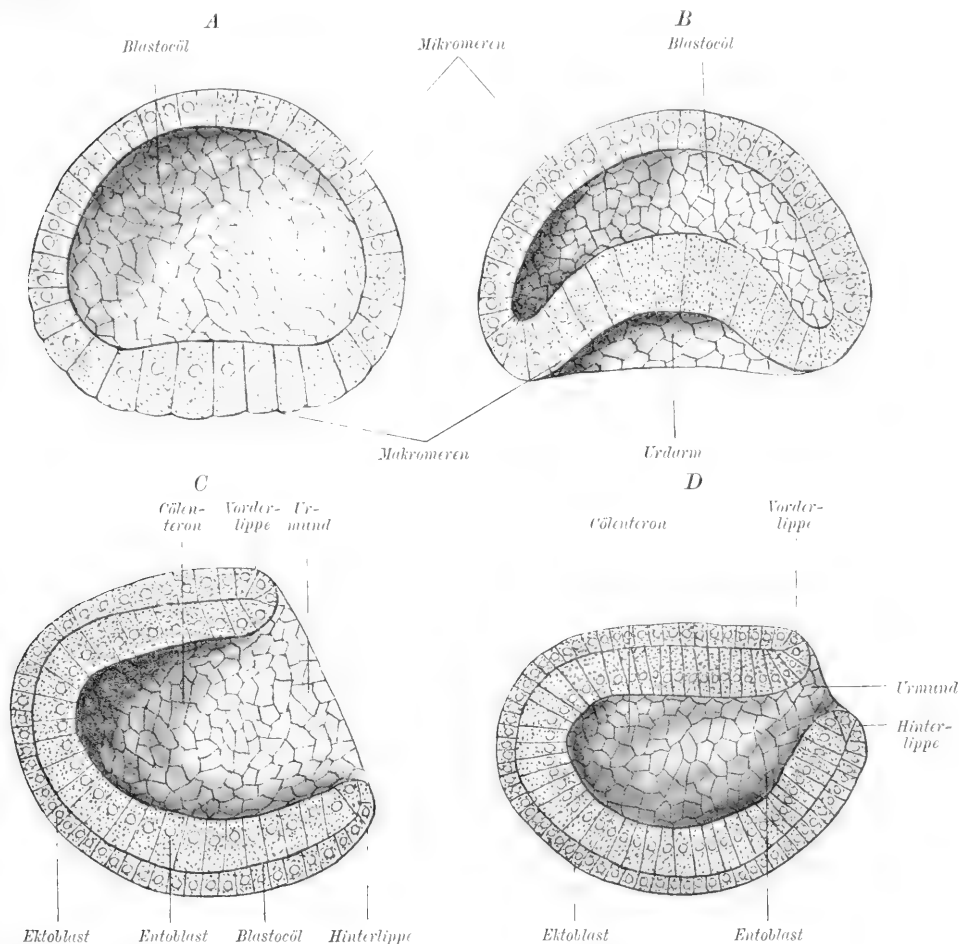 A
B
Blastocöl
Mikromeren
Blastocöl
Makromeren
Urdarm
C
D
Cölen-
teron
Vorder-
lippe
Ur-
mund
Cölenteron
Vorder-
lippe
Urmund
Hinter-
lippe
Ektoblast
Entoblast
Blastocöl
Hinterlippe
Ektoblast
Entoblast